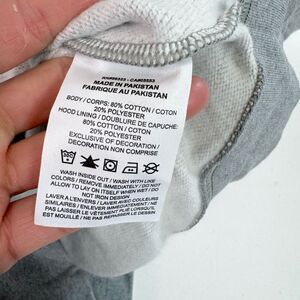 MADE IN PAKISTAN
FABRIQUÉ AU PAKISTAN
BODY/CORPS: 80% COTTON / COTON
20% POLYESTER
HOOD LINING / DOUBLURE DE CAPUCHE:
80% COTTON / COTON
20% POLYESTER
EXCLUSIVE OF DECORATION /
DECORATION NON COMPRISE
WASH INSIDE OUT / WASH WITH LIKE
COLORS / REMOVE IMMEDIATELY / DO NOT
ALLOW TO LAY ON ITSELF WHEN WET / DO
NOT IRON DESIGN
LAVER A L'ENVERS / LAVER AVEC COULEURS
SIMILAIRES / ENLEVER IMMÉDIATEMENT / NE
PAS LAISSER LE VÊTEMENT PLIÉ LORSQU'IL
EST MOUILLÉ / NE PAS REPASSER LE DESSIN